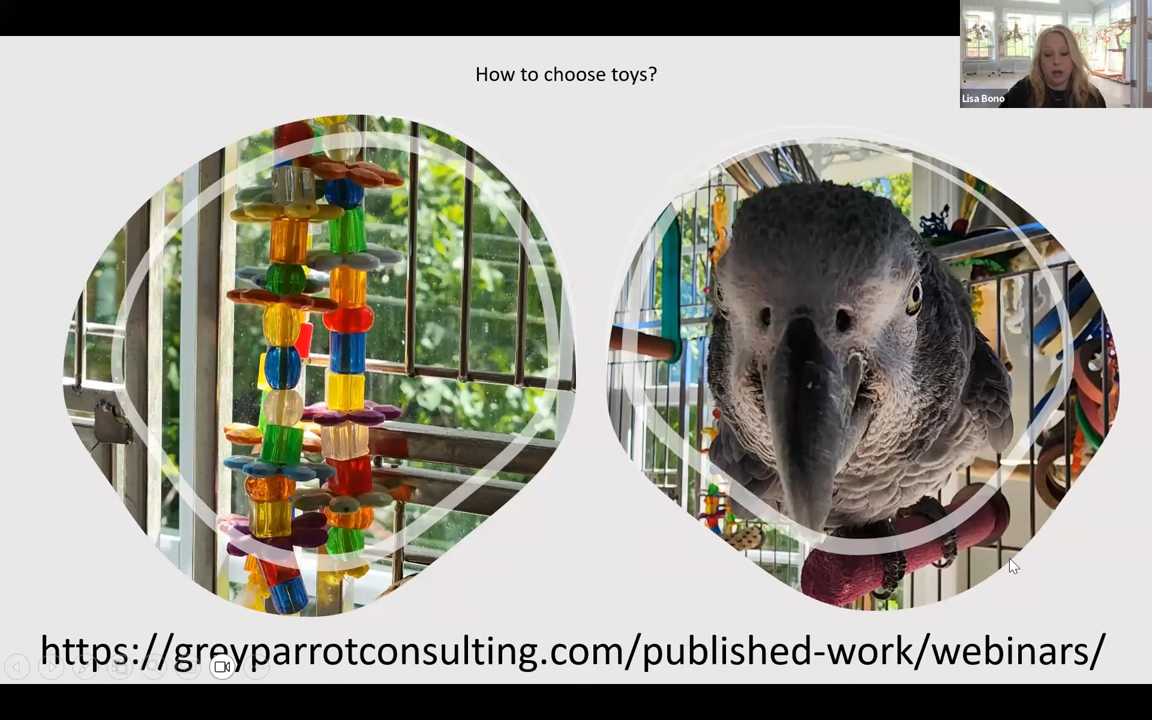 How to choose toys?
Lisa Bono
https://greyparrotconsulting.com/published-work/webinars/